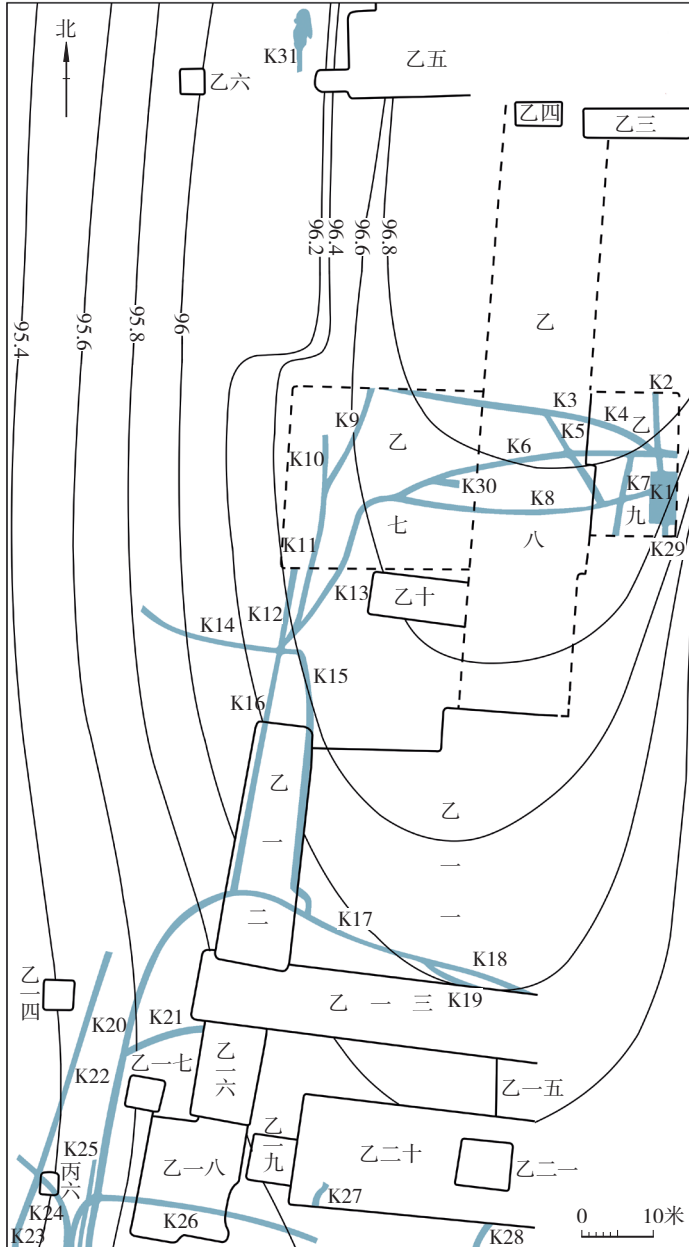 北
K31
乙五
乙六
乙四
乙三
96.2
96.4
96.6
96.8
95.4
95.6
95.8
96
乙
K2
K3
K4
乙
K9
乙
K5
K10
K6
K7
K1
K30
K8
九
七
八
K11
K29
K13
乙十
K12
K14
K15
K16
乙
一
二
乙
一
一
K17
K18
K19
乙一四
乙一三
K20
K21
K22
乙一七
乙一六
乙一五
K25
丙六
乙一八
乙一九
乙二十
乙二一
K24
K27
K26
K23
K28
0 10米